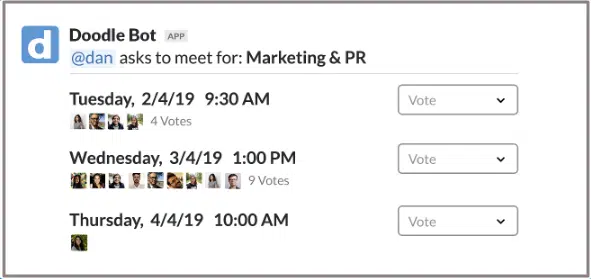 d
Doodle Bot APP
@dan asks to meet for: Marketing & PR
Tuesday, 2/4/19 9:30 AM
Vote
4 Votes
Wednesday, 3/4/19 1:00 PM
Vote
9 Votes
Thursday, 4/4/19 10:00 AM
Vote